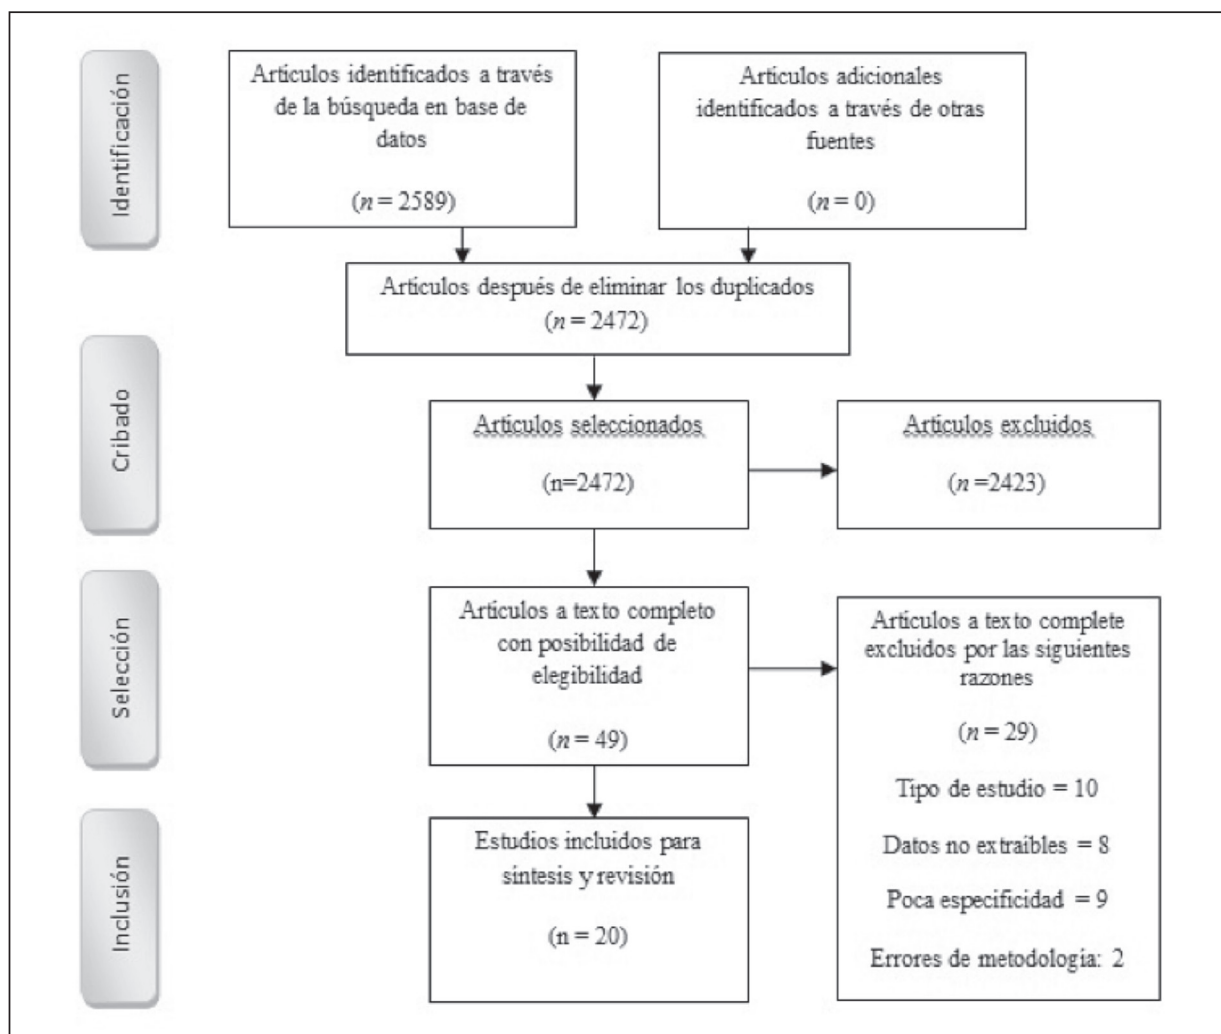 Identificación
Artículos identificados a través
de la búsqueda en base de
datos
(n = 2589)
Artículos adicionales
identificados a través de otras
fuentes
(n = 0)
Artículos después de eliminar los duplicados
(n = 2472)
Cribado
Artículos seleccionados
(n=2472)
Artículos excluidos
(n =2423)
Selección
Artículos a texto completo
con posibilidad de
elegibilidad
(n = 49)
Artículos a texto complete
excluidos por las siguientes
razones
(n = 29)
Tipo de estudio = 10
Datos no extraíbles = 8
Poca especificidad = 9
Errores de metodología: 2
Inclusión
Estudios incluidos para
síntesis y revisión
(n = 20)